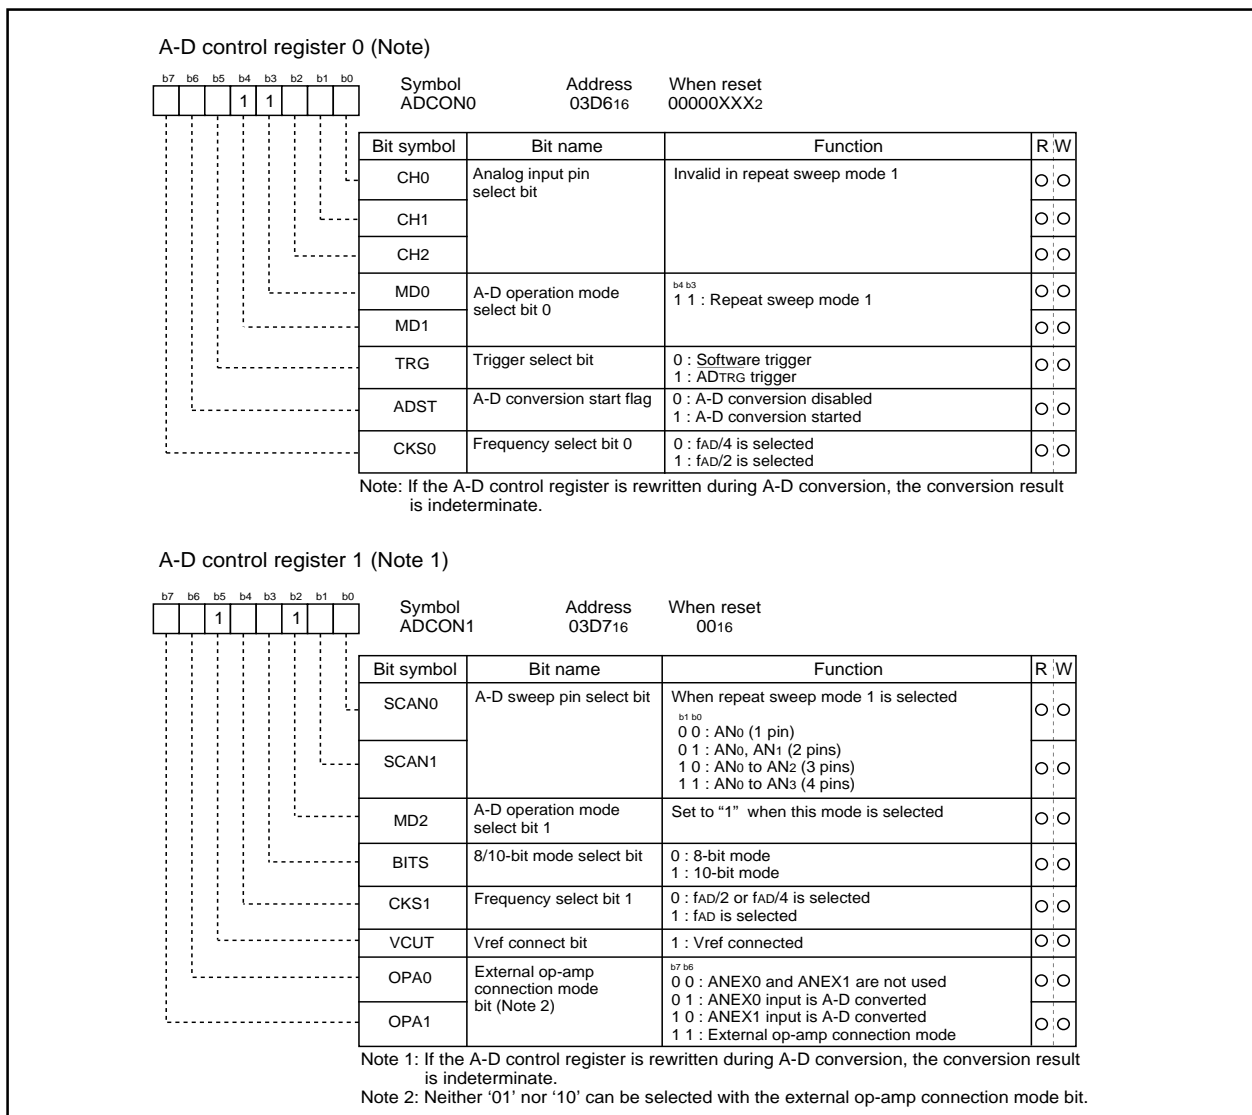 A-D control register 0 (Note)
b7 b6 b5 b4 b3 b2 b1 b0
1 1
Symbol Address When reset
ADCON0 03D616 00000XXX2
Bit symbol Bit name Function R W
CH0 Analog input pin select bit Invalid in repeat sweep mode 1 O O
CH1 O O
CH2 O O
MD0 A-D operation mode select bit 0 b4 b3
1 1 : Repeat sweep mode 1 O O
MD1 O O
TRG Trigger select bit 0 : Software trigger
1 : ADTRG trigger O O
ADST A-D conversion start flag 0 : A-D conversion disabled
1 : A-D conversion started O O
CKS0 Frequency select bit 0 0 : fAD/4 is selected
1 : fAD/2 is selected O O
Note: If the A-D control register is rewritten during A-D conversion, the conversion result
is indeterminate.
A-D control register 1 (Note 1)
b7 b6 b5 b4 b3 b2 b1 b0
1 1
Symbol Address When reset
ADCON1 03D716 0016
Bit symbol Bit name Function R W
SCAN0 A-D sweep pin select bit When repeat sweep mode 1 is selected O O
b1 b0
0 0 : AN0 (1 pin)
0 1 : AN0, AN1 (2 pins)
SCAN1 1 0 : AN0 to AN2 (3 pins) O O
1 1 : AN0 to AN3 (4 pins)
MD2 A-D operation mode select bit 1 Set to “1” when this mode is selected O O
BITS 8/10-bit mode select bit 0 : 8-bit mode
1 : 10-bit mode O O
CKS1 Frequency select bit 1 0 : fAD/2 or fAD/4 is selected
1 : fAD is selected O O
VCUT Vref connect bit 1 : Vref connected O O
OPA0 External op-amp connection mode bit (Note 2) b7 b6
0 0 : ANEX0 and ANEX1 are not used O O
0 1 : ANEX0 input is A-D converted
OPA1 1 0 : ANEX1 input is A-D converted O O
1 1 : External op-amp connection mode
Note 1: If the A-D control register is rewritten during A-D conversion, the conversion result
is indeterminate.
Note 2: Neither ‘01’ nor ‘10’ can be selected with the external op-amp connection mode bit.